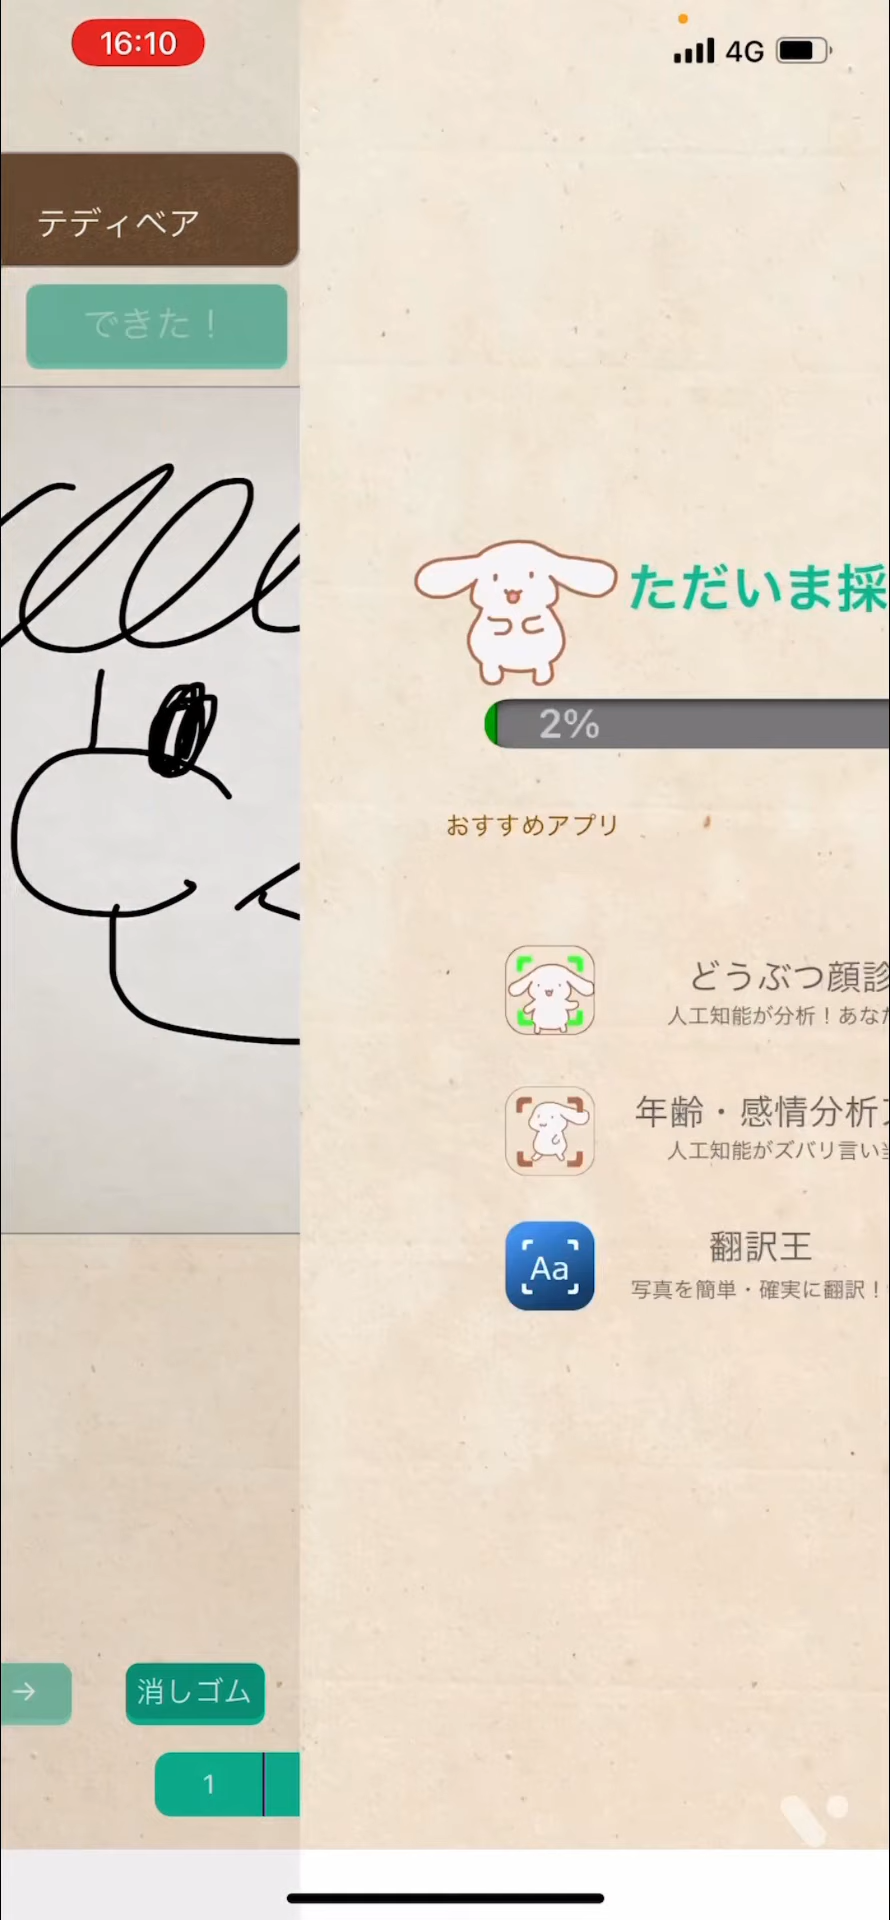 16:10
4G
テディベア
できた！
ただいま採
2%
おすすめアプリ
どうぶつ顔診
人工知能が分析！あなた
年齢・感情分析
人工知能がズバリ言い
Aa
翻訳王
写真を簡単・確実に翻訳！
→
消しゴム
1